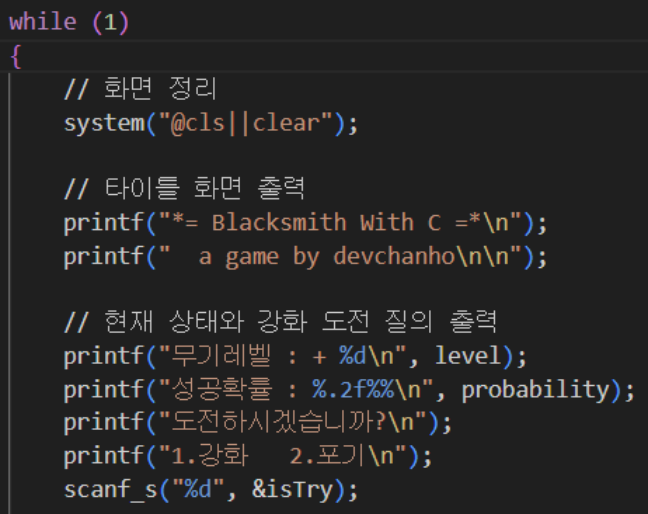 while (1)
{
// 화면 정리
system("@cls||clear");
// 타이틀 화면 출력
printf("*= Blacksmith With C =*\n");
printf("  a game by devchanho\n\n");
// 현재 상태와 강화 도전 질의 출력
printf("무기레벨 : + %d\n", level);
printf("성공확률 : %.2f%%\n", probability);
printf("도전하시겠습니까?\n");
printf("1.강화   2.포기\n");
scanf_s("%d", &isTry);